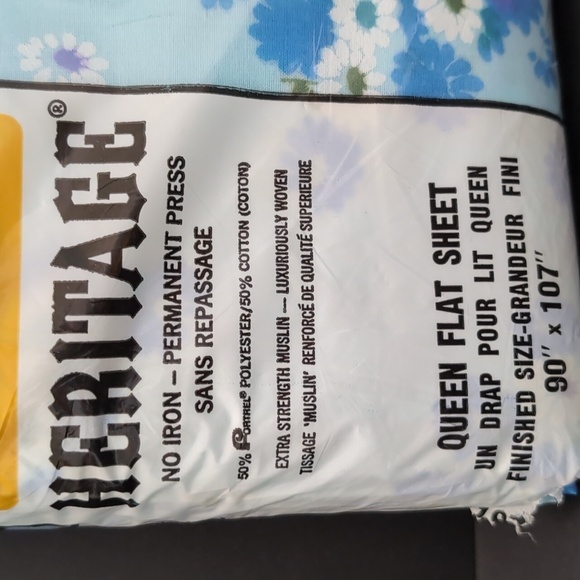 HERITAGE®
NO IRON – PERMANENT PRESS
SANS REPASSAGE
50% FORTREL® POLYESTER/50% COTTON (COTON)
EXTRA STRENGTH MUSLIN — LUXURIOUSLY WOVEN
TISSAGE 'MUSLIN' RENFORCÉ DE QUALITÉ SUPERIEURE
QUEEN FLAT SHEET
UN DRAP POUR LIT QUEEN
FINISHED SIZE-GRANDEUR FINI
90" x 107"